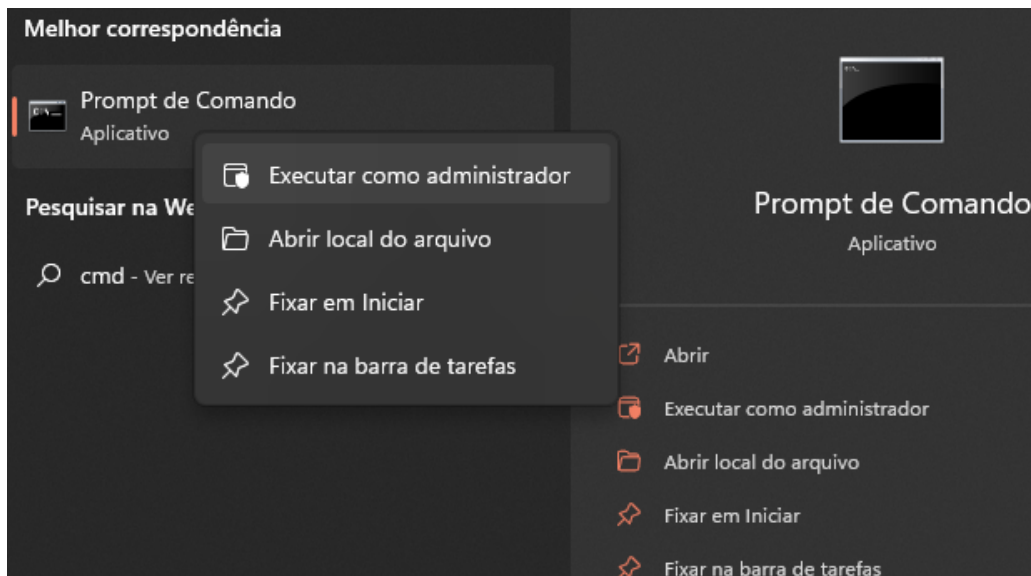 Melhor correspondência
Prompt de Comando
Aplicativo
Executar como administrador
Pesquisar na We
Abrir local do arquivo
cmd - Ver re
Fixar em Iniciar
Fixar na barra de tarefas
Prompt de Comando
Aplicativo
Abrir
Executar como administrador
Abrir local do arquivo
Fixar em Iniciar
Fixar na barra de tarefas